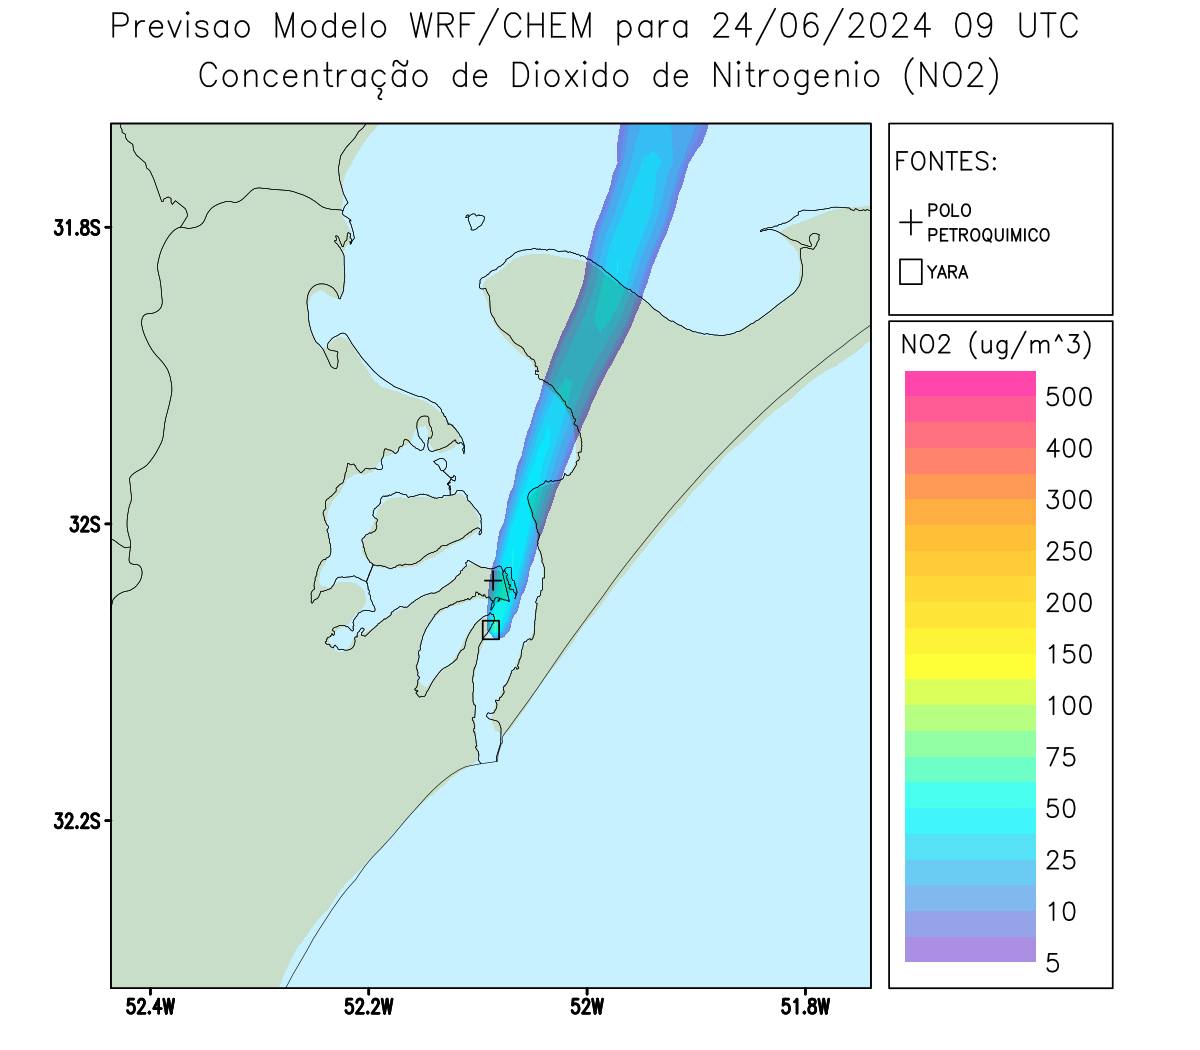 Previsao Modelo WRF/CHEM para 24/06/2024 09 UTC
Concentração de Dioxido de Nitrogenio (NO2)
FONTES:
POLO
PETROQUIMICO
YARA
31.8S
32S
32.2S
52.4W
52.2W
52W
51.8W
NO2 (ug/m^3)
500
400
300
250
200
150
100
75
50
25
10
5